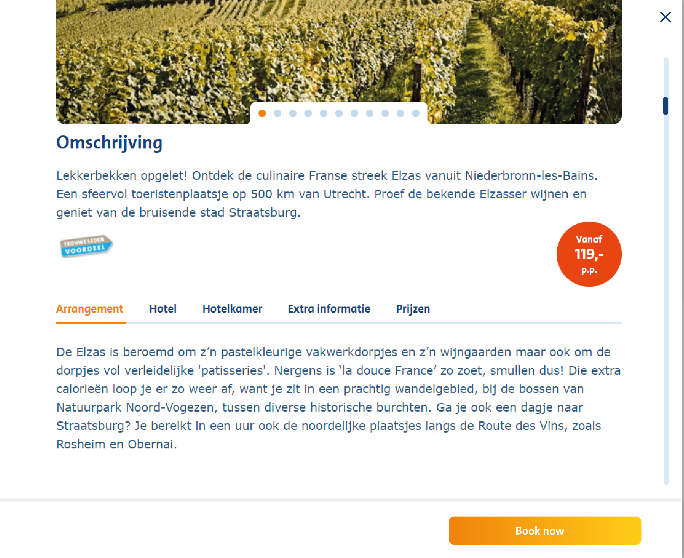 Omschrijving
Lekkerbekken opgelet! Ontdek de culinaire Franse streek Elzas vanuit Niederbronn-les-Bains.
Een sfeervol toeristenplaatsje op 500 km van Utrecht. Proef de bekende Elzasser wijnen en
geniet van de bruisende stad Straatsburg.
TROUWE LEDEN
VOORDEEL
Vanaf
119,-
p.p.
Arrangement Hotel Hotelkamer Extra informatie Prijzen
De Elzas is beroemd om z’n pastelkleurige vakwerkdorpjes en z’n wijngaarden maar ook om de
dorpjes vol verleidelijke 'patisseries'. Nergens is ‘la douce France’ zo zoet, smullen dus! Die extra
calorieën loop je er zo weer af, want je zit in een prachtig wandelgebied, bij de bossen van
Natuurpark Noord-Vogezen, tussen diverse historische burchten. Ga je ook een dagje naar
Straatsburg? Je bereikt in een uur ook de noordelijke plaatsjes langs de Route des Vins, zoals
Rosheim en Obernai.
Book now